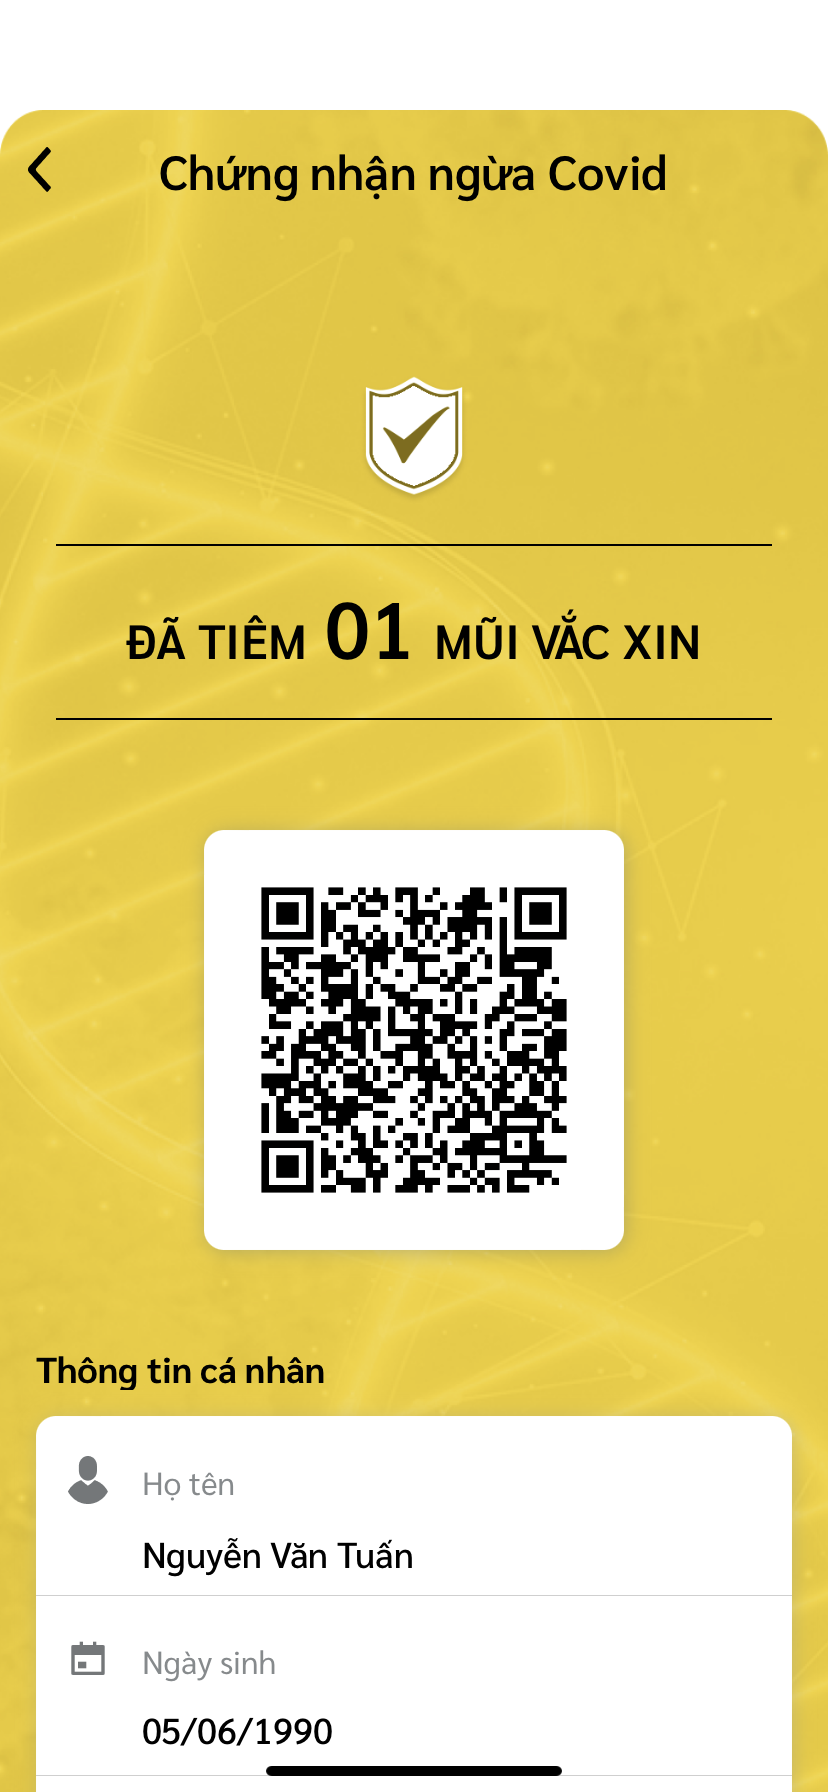 Chứng nhận ngừa Covid
ĐÃ TIÊM 01 MŨI VẮC XIN
Thông tin cá nhân
Họ tên
Nguyễn Văn Tuấn
Ngày sinh
05/06/1990